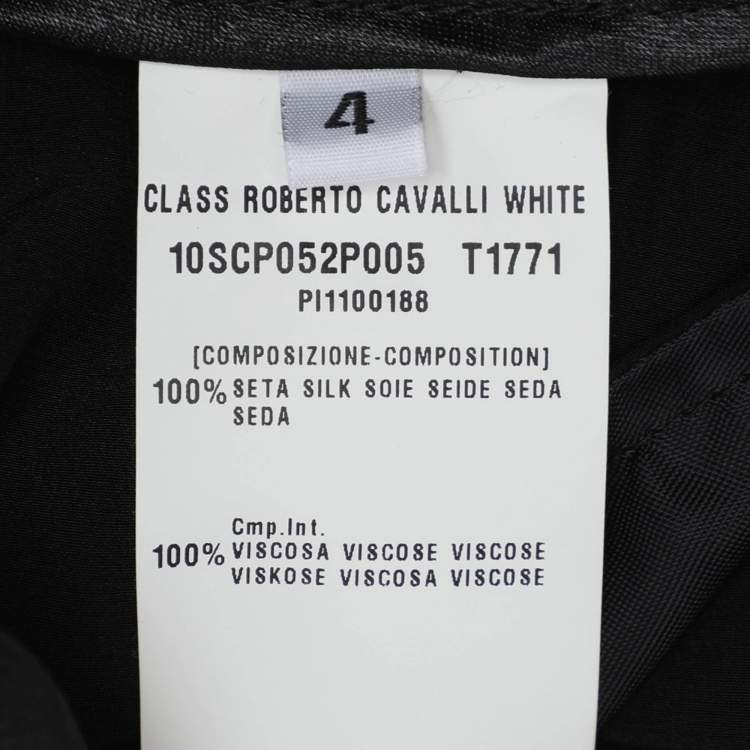 4
CLASS ROBERTO CAVALLI WHITE
10SCP052P005 T1771
PI1100188
[COMPOSIZIONE-COMPOSITION]
100% SETA SILK SOIE SEIDE SEDA
SEDA
Cmp.Int.
100% VISCOSA VISCOSE VISCOSE
VISKOSE VISCOSA VISCOSE